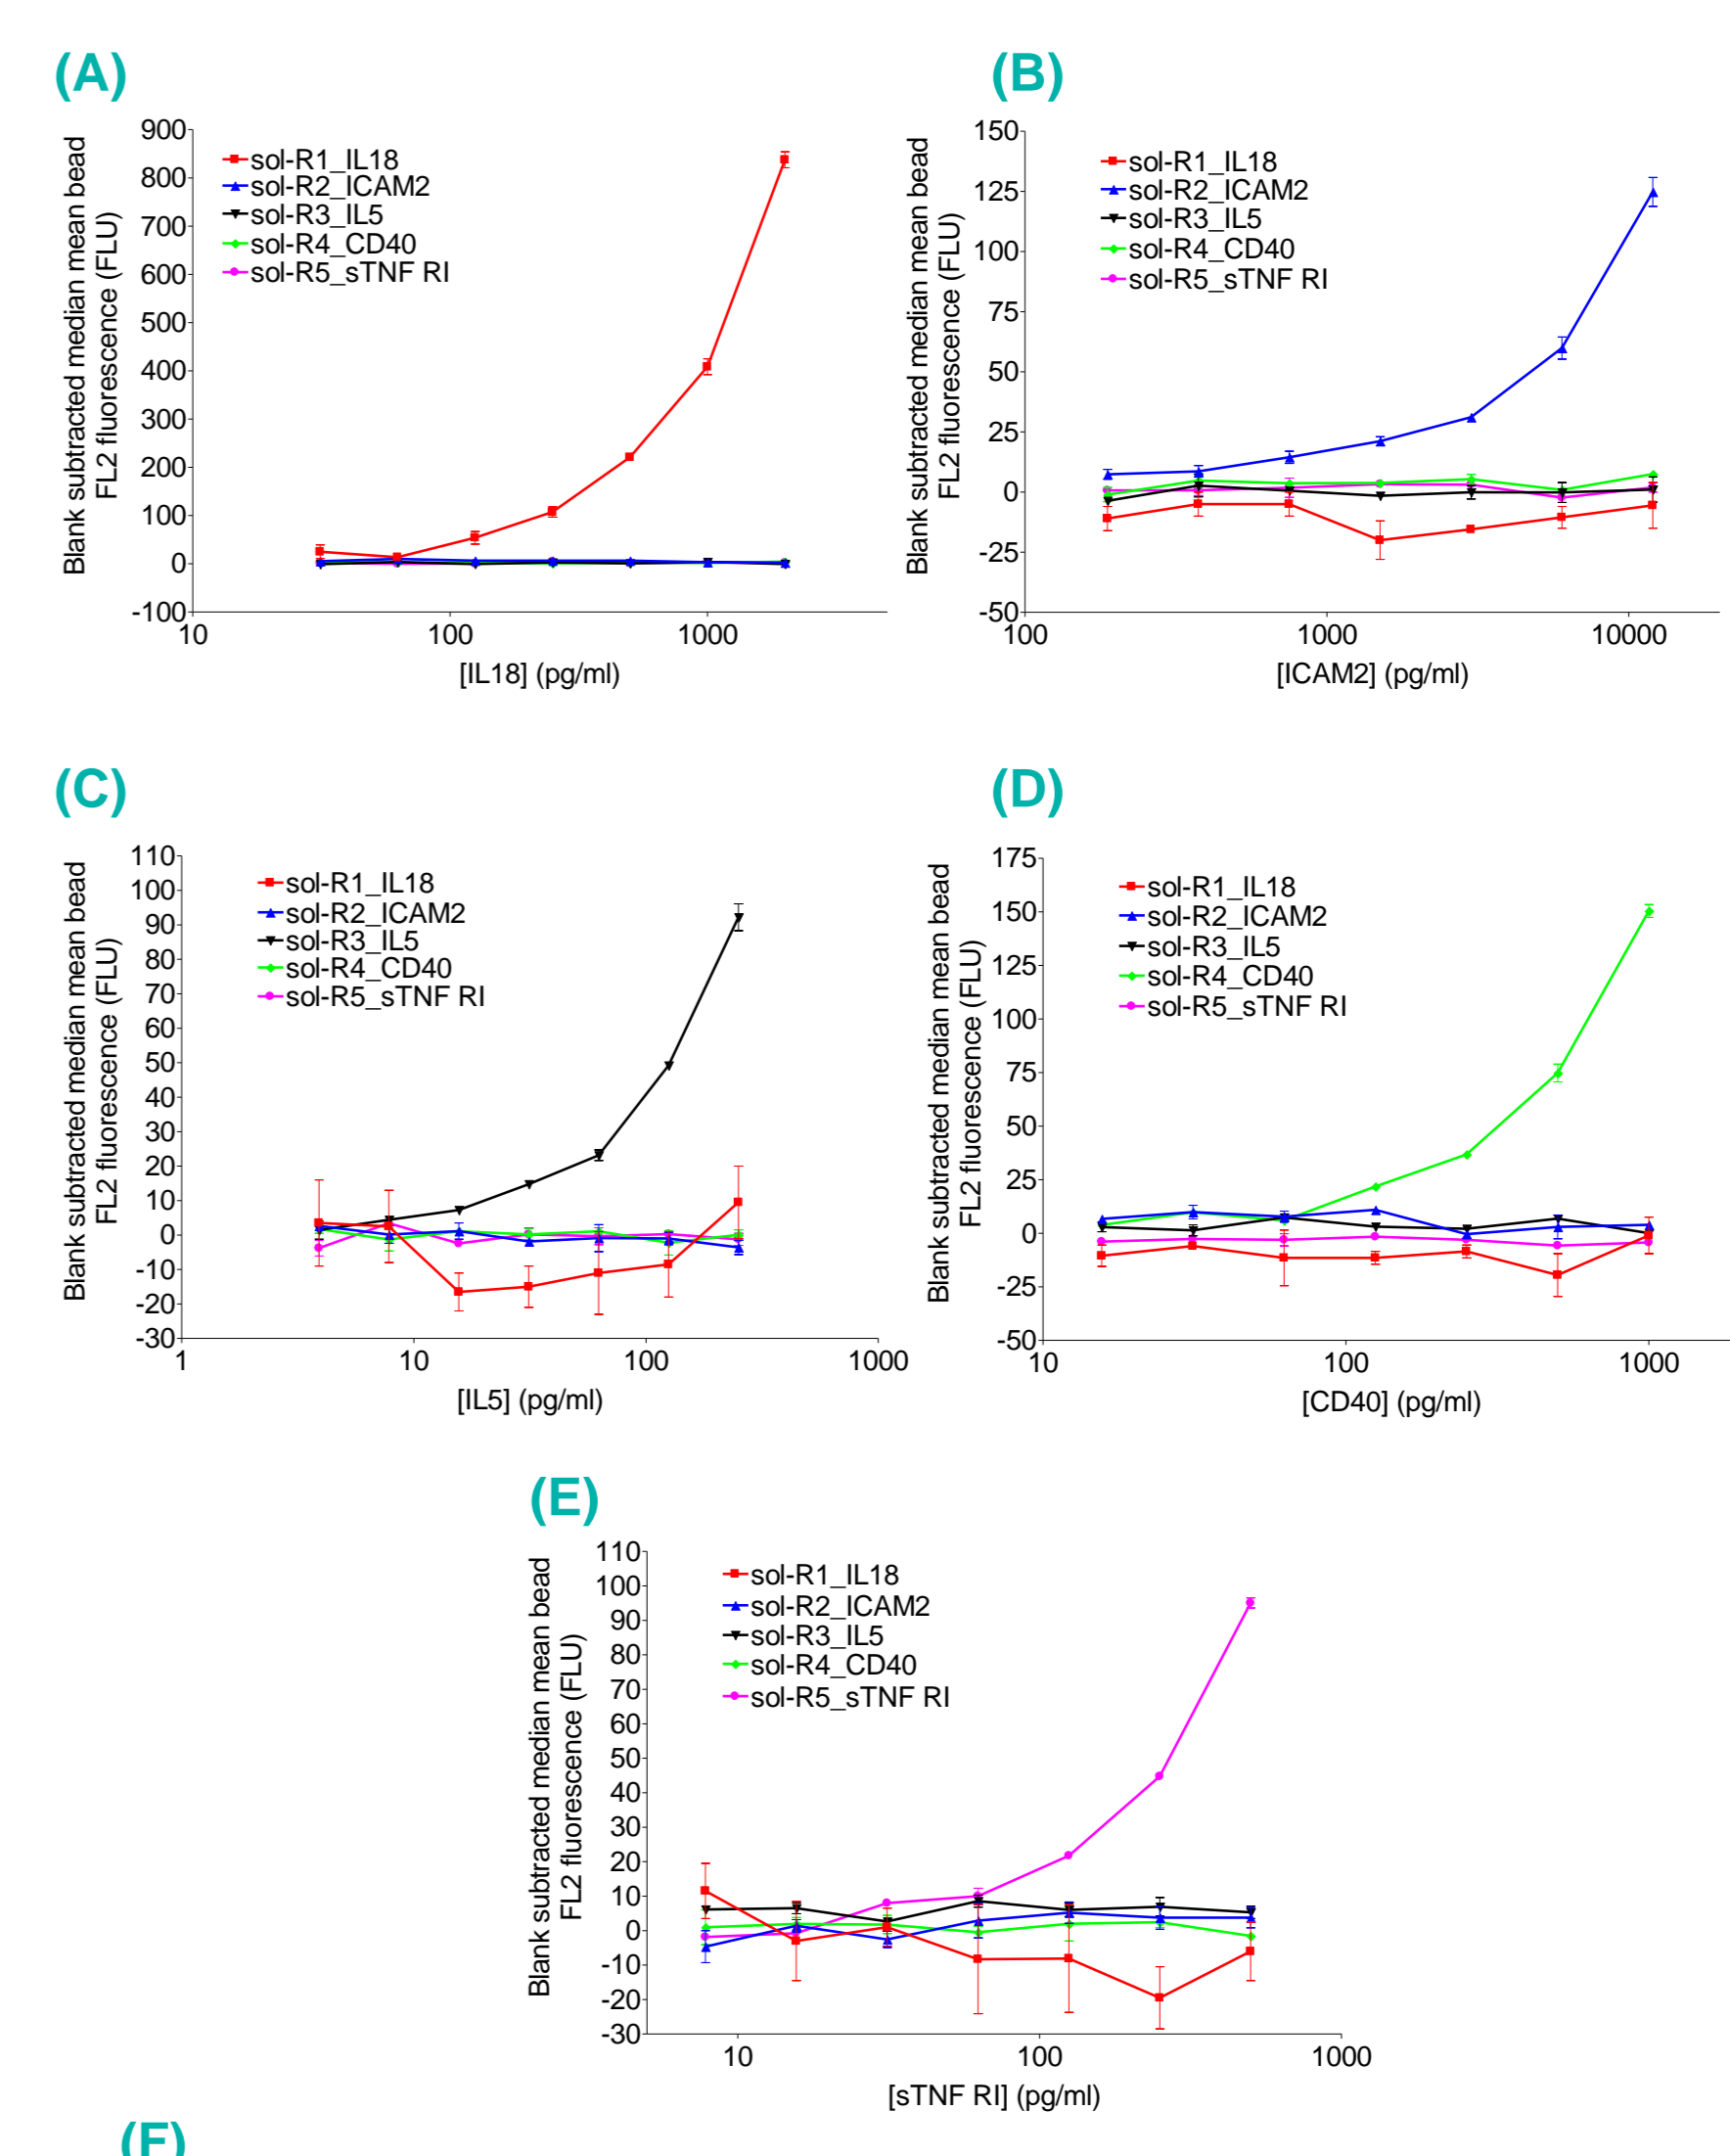 (A)
Blank subtracted median mean bead
FL2 fluorescence (FLU)
900
800
700
600
500
400
300
200
100
0
-100
sol-R1_IL18
sol-R2_ICAM2
sol-R3_IL5
sol-R4_CD40
sol-R5_sTNF RI
10 100 1000
[IL18] (pg/ml)
(B)
Blank subtracted median mean bead
FL2 fluorescence (FLU)
150
125
100
75
50
25
0
-25
-50
sol-R1_IL18
sol-R2_ICAM2
sol-R3_IL5
sol-R4_CD40
sol-R5_sTNF RI
100 1000 10000
[ICAM2] (pg/ml)
(C)
Blank subtracted median mean bead
FL2 fluorescence (FLU)
110
100
90
80
70
60
50
40
30
20
10
0
-10
-20
-30
sol-R1_IL18
sol-R2_ICAM2
sol-R3_IL5
sol-R4_CD40
sol-R5_sTNF RI
1 10 100 1000
[IL5] (pg/ml)
(D)
Blank subtracted median mean bead
FL2 fluorescence (FLU)
175
150
125
100
75
50
25
0
-25
-50
sol-R1_IL18
sol-R2_ICAM2
sol-R3_IL5
sol-R4_CD40
sol-R5_sTNF RI
10 100 1000
[CD40] (pg/ml)
(E)
Blank subtracted median mean bead
FL2 fluorescence (FLU)
110
100
90
80
70
60
50
40
30
20
10
0
-10
-20
-30
sol-R1_IL18
sol-R2_ICAM2
sol-R3_IL5
sol-R4_CD40
sol-R5_sTNF RI
10 100 1000
[sTNF RI] (pg/ml)
(F)